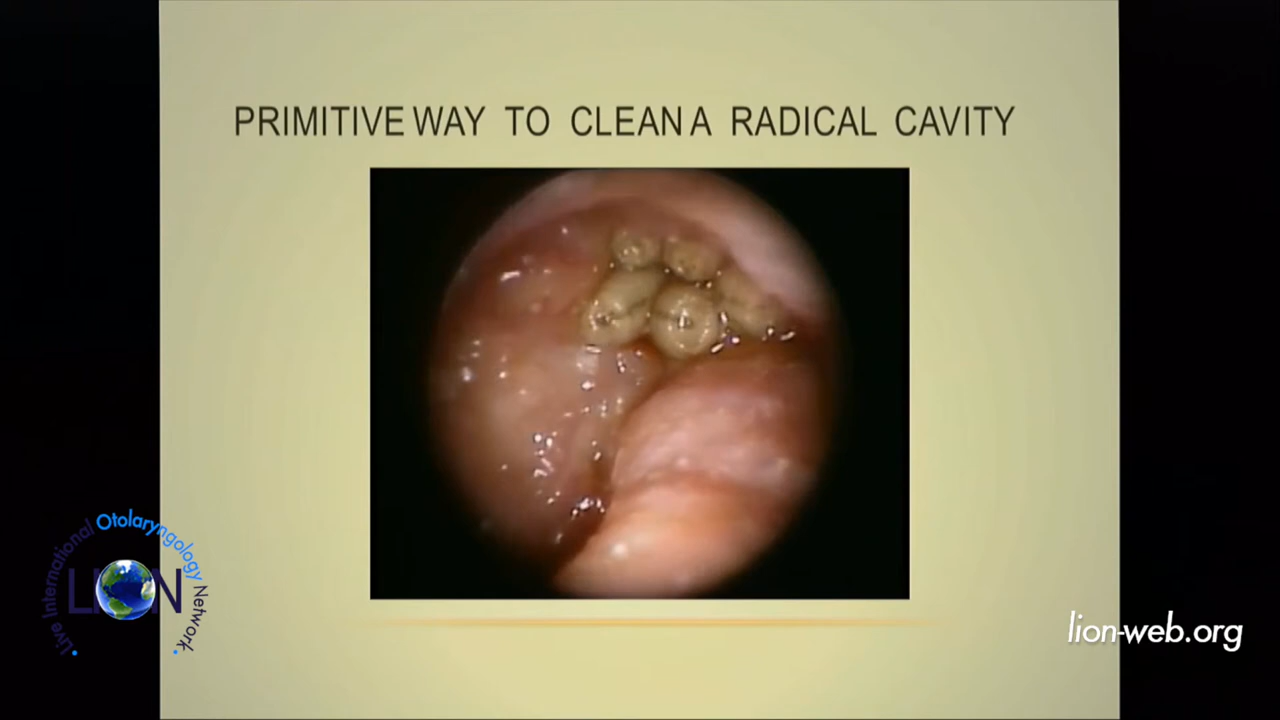 PRIMITIVE WAY TO CLEAN A RADICAL CAVITY
Live International Otolaryngology Network
LION
lion-web.org